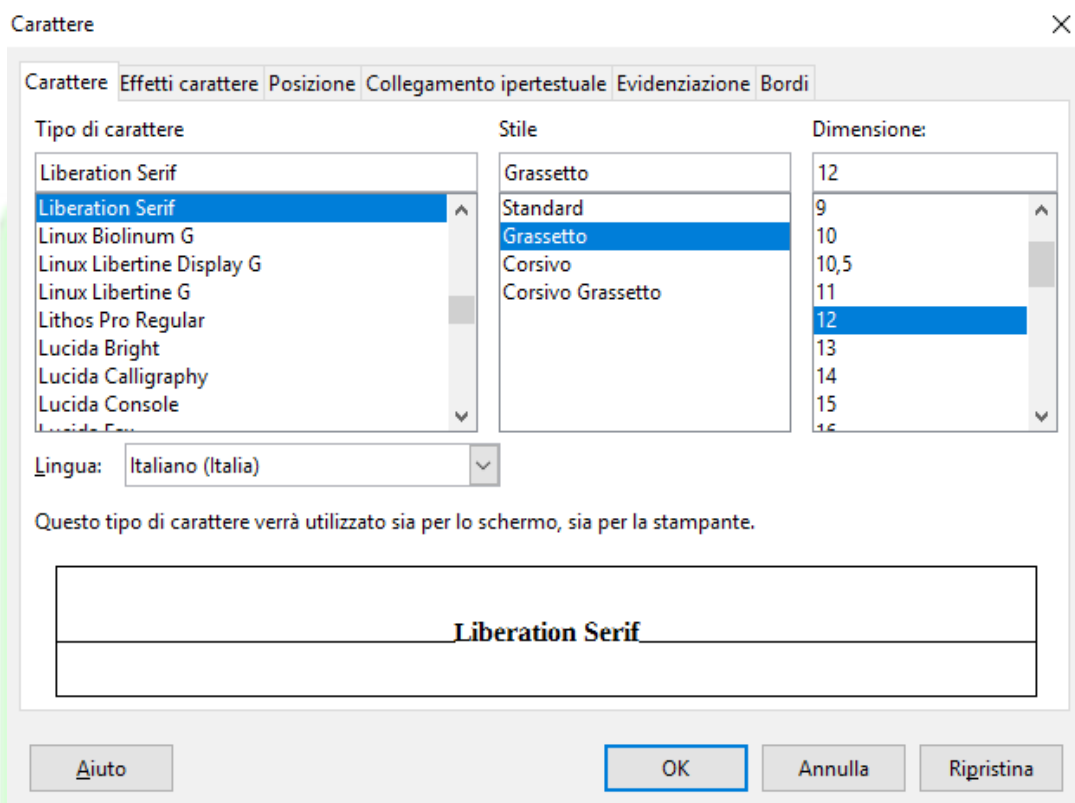 Carattere
Carattere Effetti carattere Posizione Collegamento ipertestuale Evidenziazione Bordi
Tipo di carattere Stile Dimensione:
Liberation Serif Grassetto 12
Liberation Serif Standard 9
Linux Biolinum G Grassetto 10
Linux Libertine Display G Corsivo 10,5
Linux Libertine G Corsivo Grassetto 11
Lithos Pro Regular 12
Lucida Bright 13
Lucida Calligraphy 14
Lucida Console 15
Lucida Fax 16
Lingua: Italiano (Italia)
Questo tipo di carattere verrà utilizzato sia per lo schermo, sia per la stampante.
Liberation Serif
Aiuto OK Annulla Ripristina